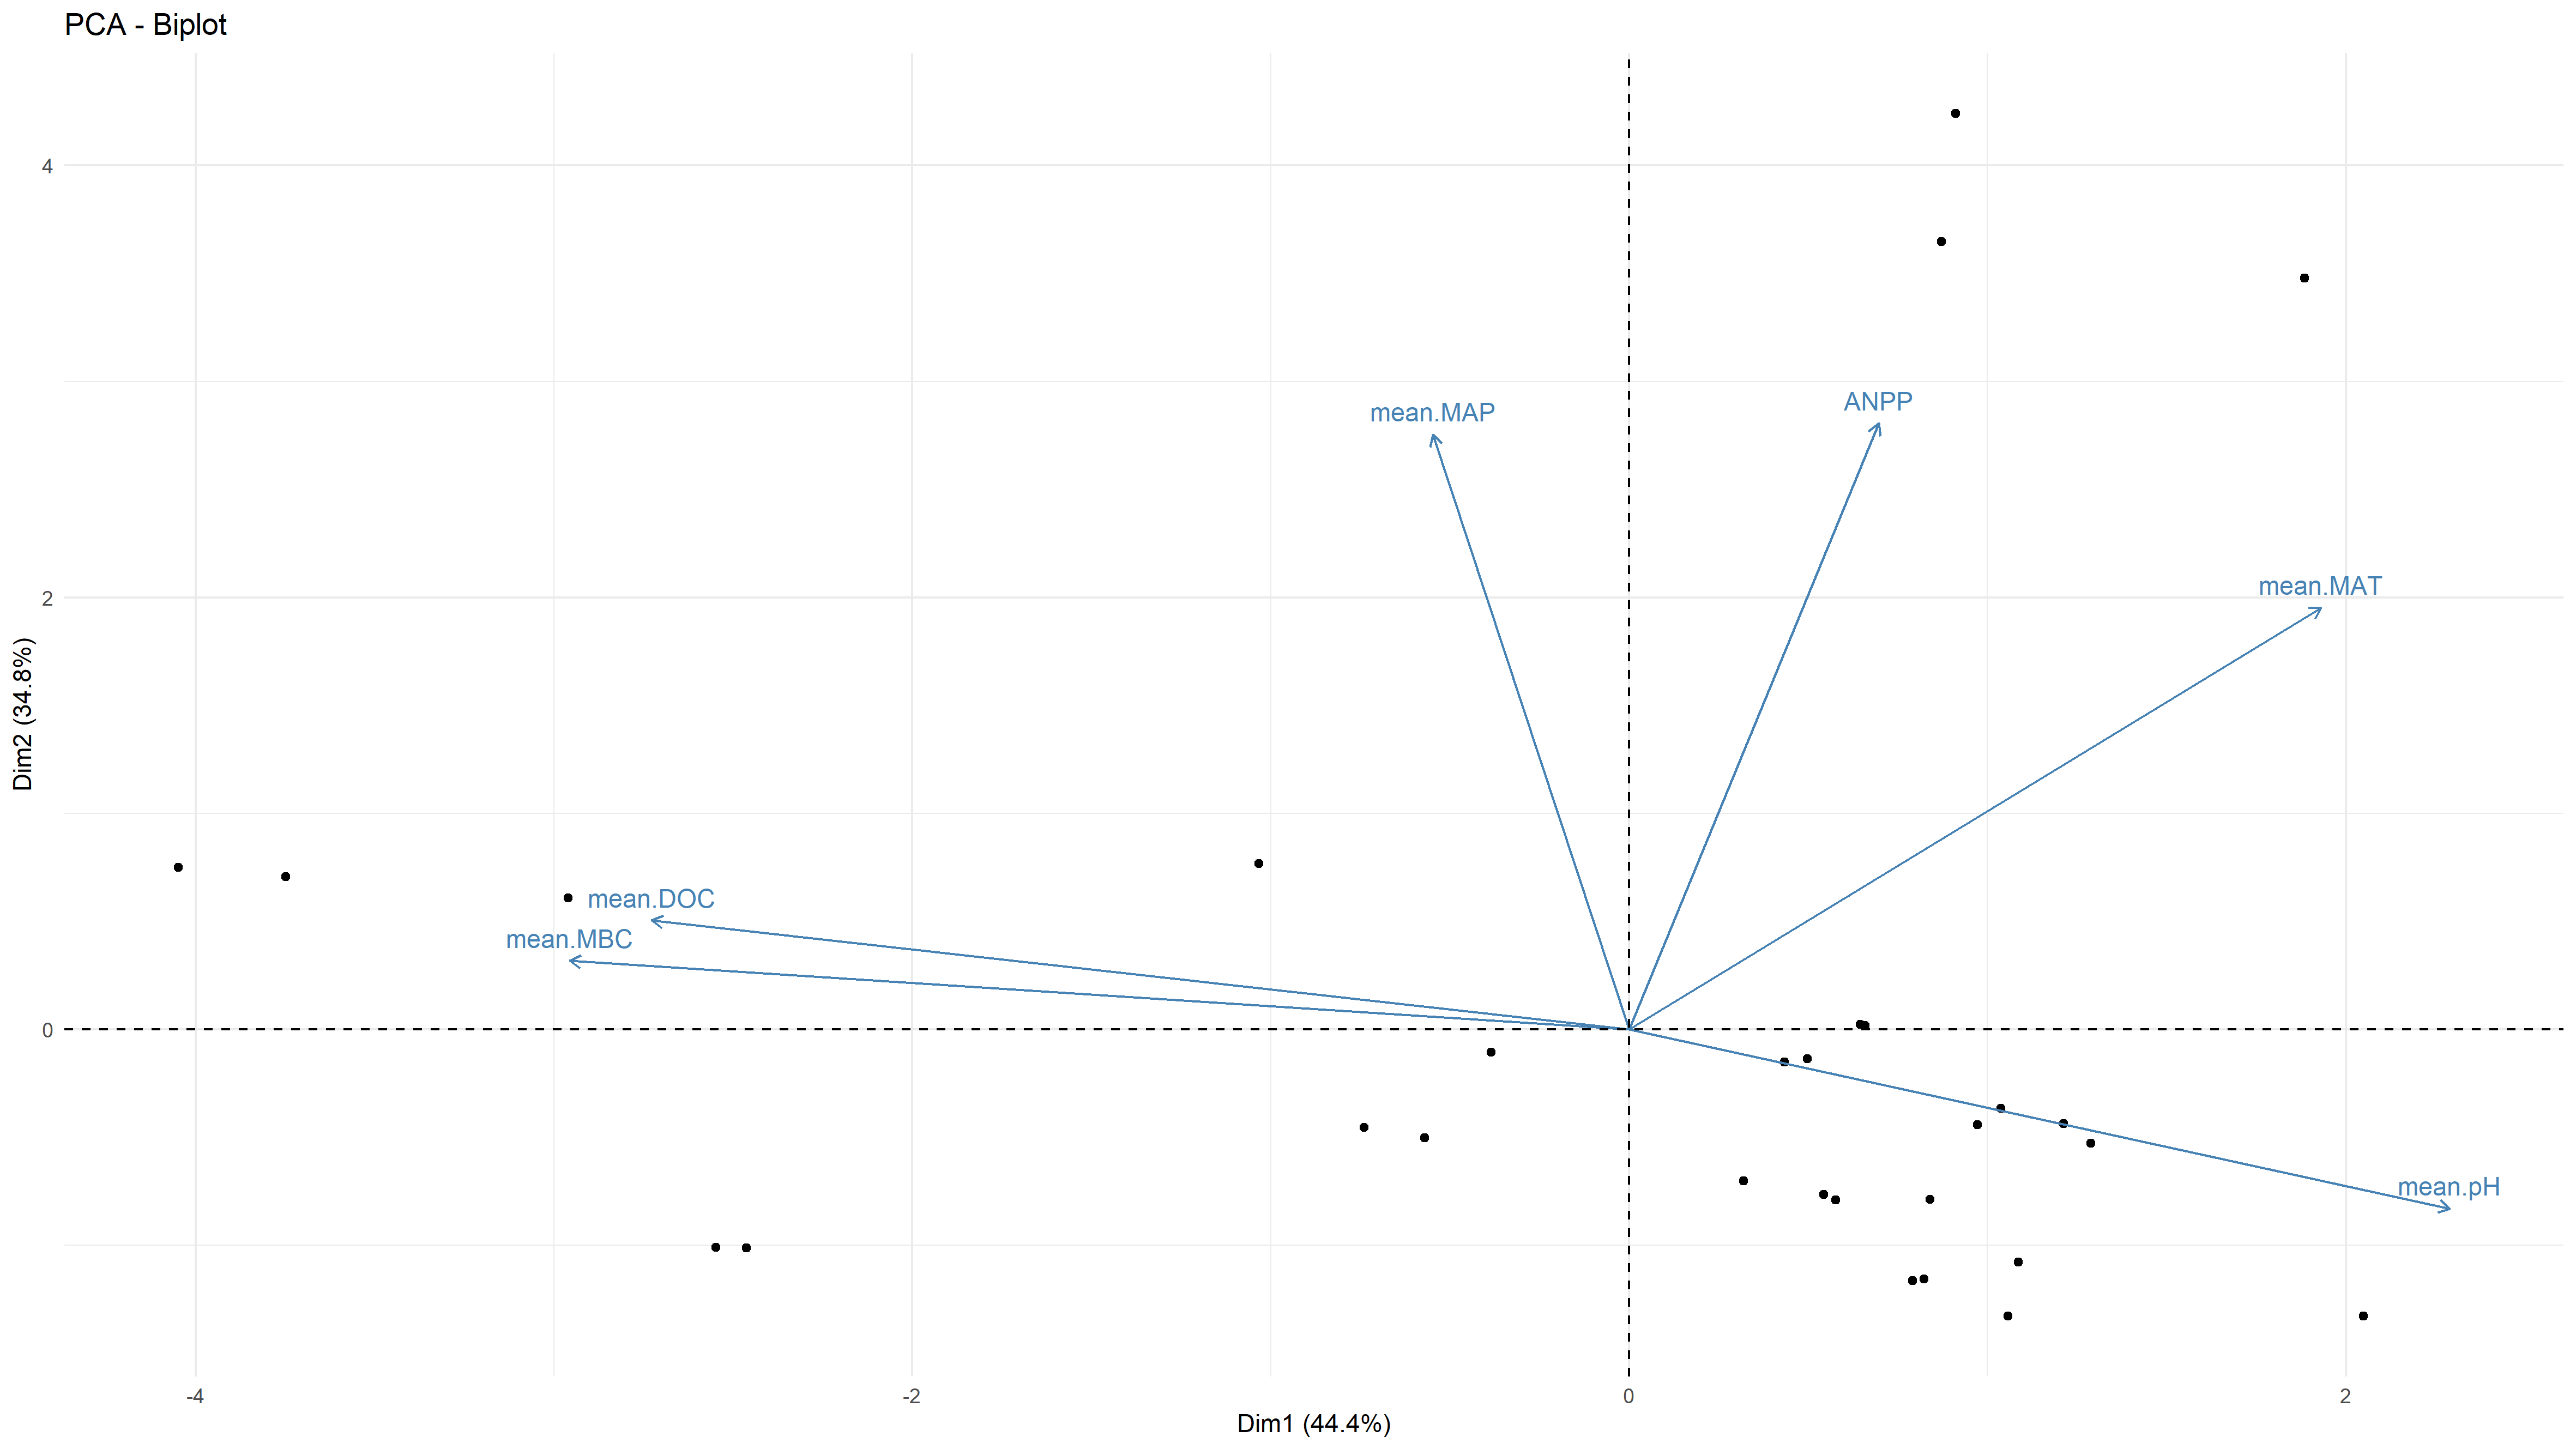 PCA - Biplot
4
ANPP
mean.MAP
mean.MAT
2
Dim2 (34.8%)
mean.DOC
mean.MBC
0
mean.pH
-4
-2
0
2
Dim1 (44.4%)